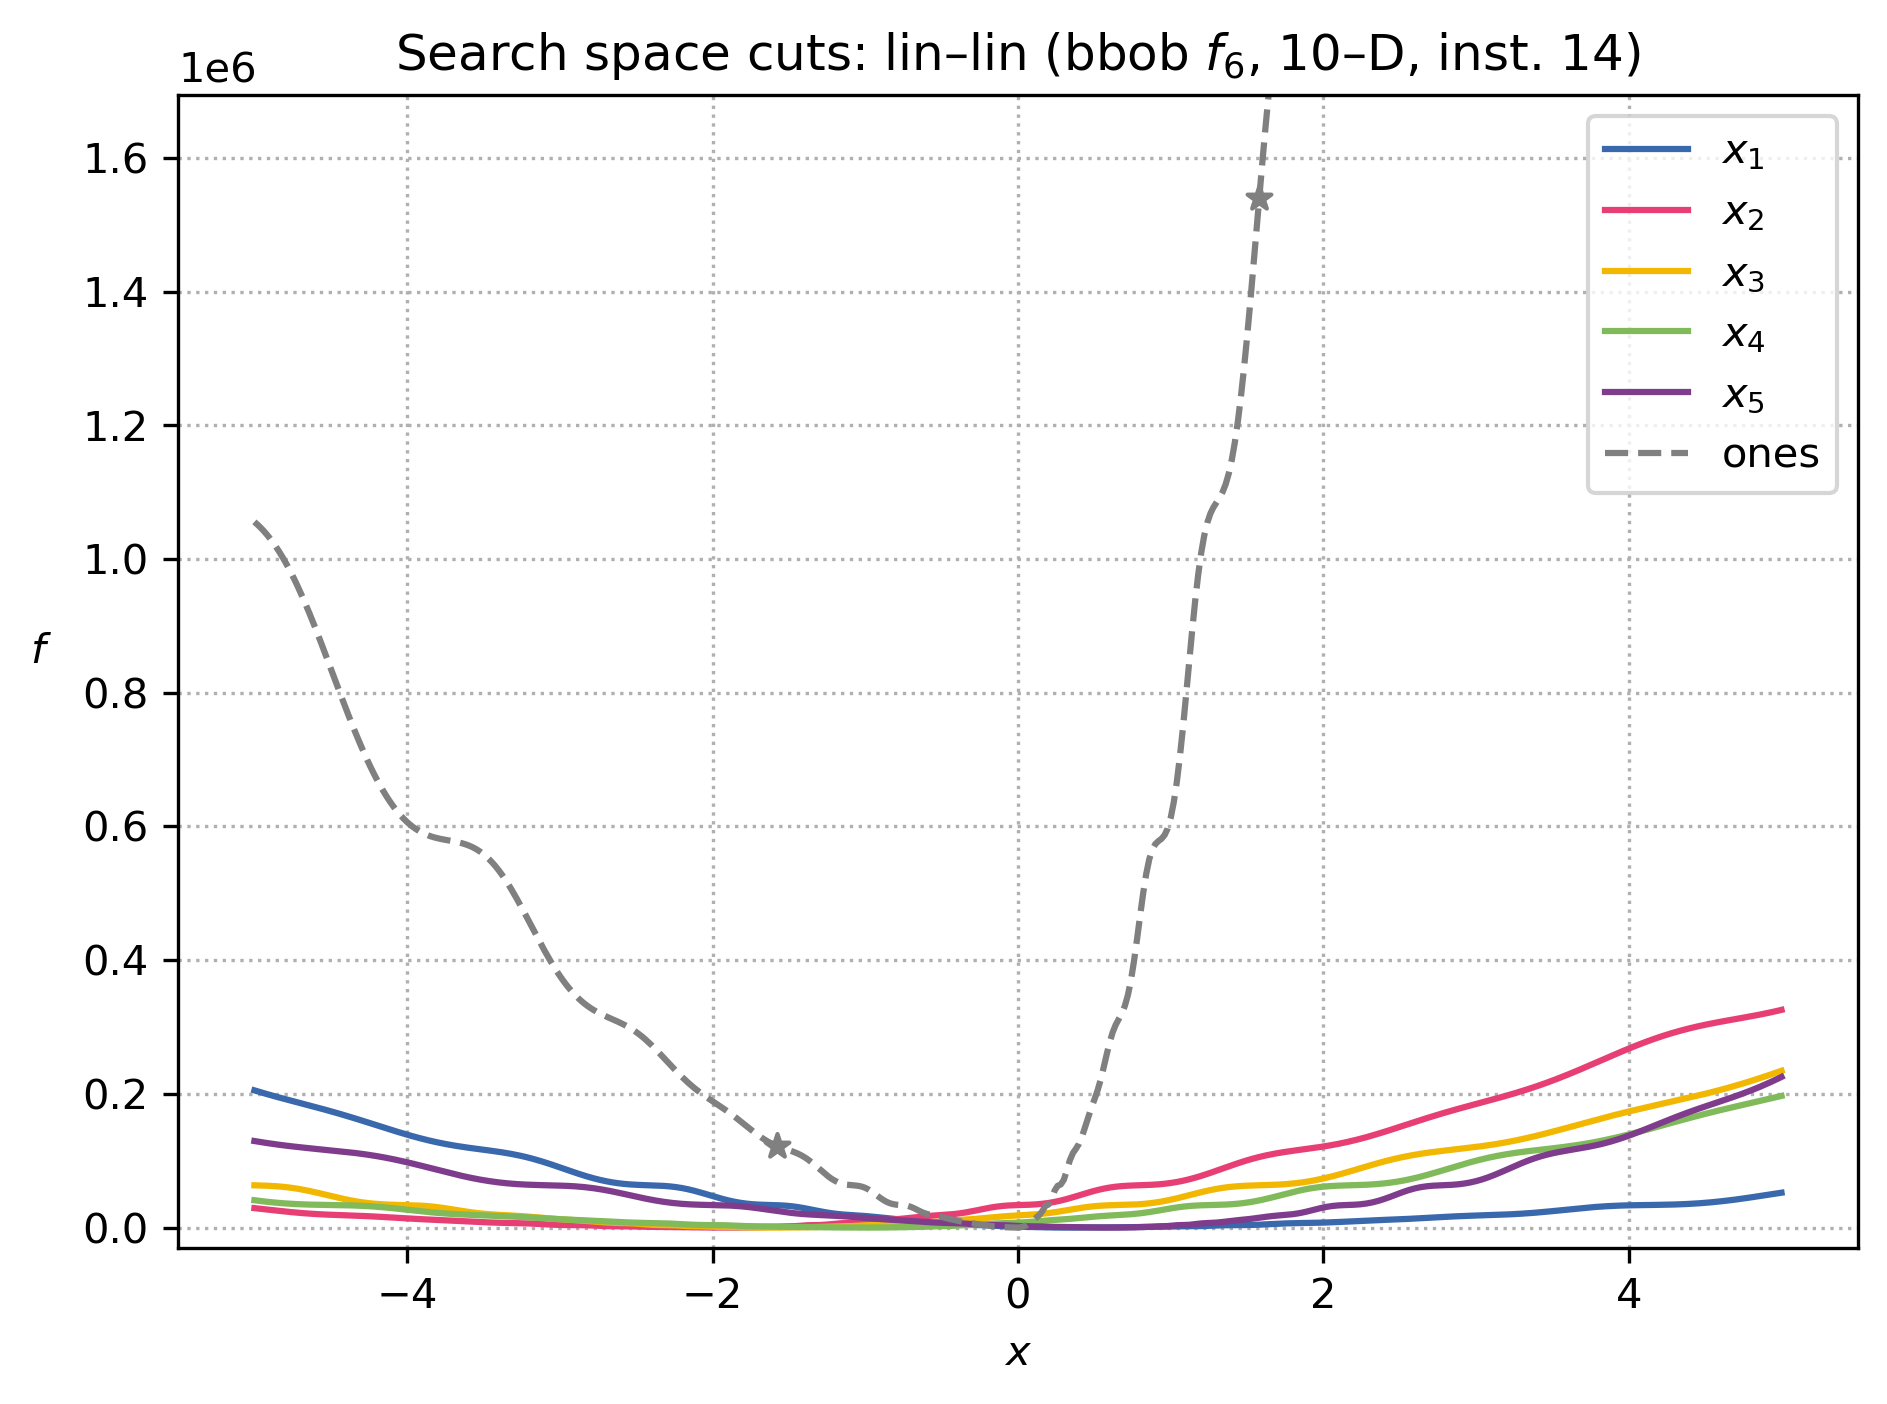 Search space cuts: lin–lin (bbob f₆, 10–D, inst. 14)
1e6
1.6
1.4
1.2
1.0
0.8
0.6
0.4
0.2
0.0
f
−4
−2
0
2
4
x
x₁
x₂
x₃
x₄
x₅
ones